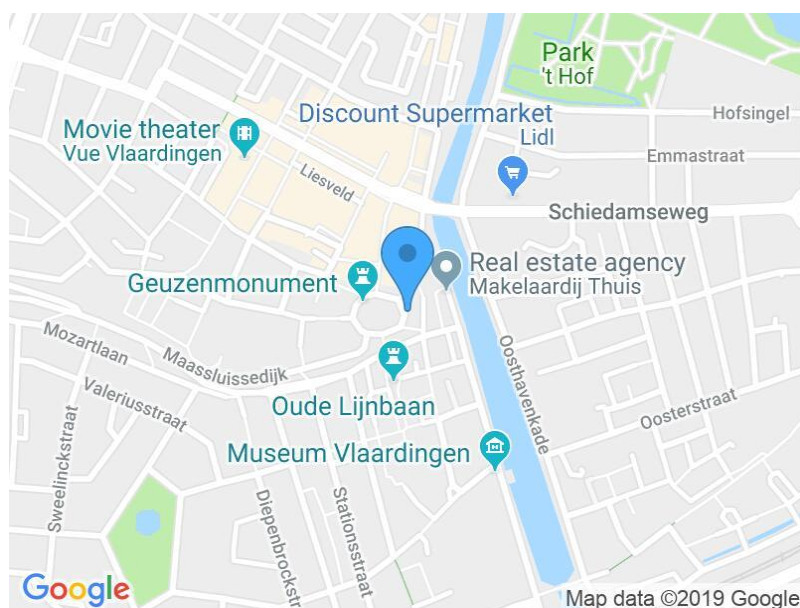 Park
't Hof
Discount Supermarket
Lidl
Hofsingel
Movie theater
Vue Vlaardingen
Emmastraat
Liesveld
Schiedamseweg
Geuzenmonument
Real estate agency
Makelaardij Thuis
Mozartlaan
Maassluissedijk
Oosthavenkade
Valeriusstraat
Oude Lijnbaan
Oosterstraat
Museum Vlaardingen
Sweelinckstraat
Diepenbrockstr
Stationsstraat
Google
Map data ©2019 Google